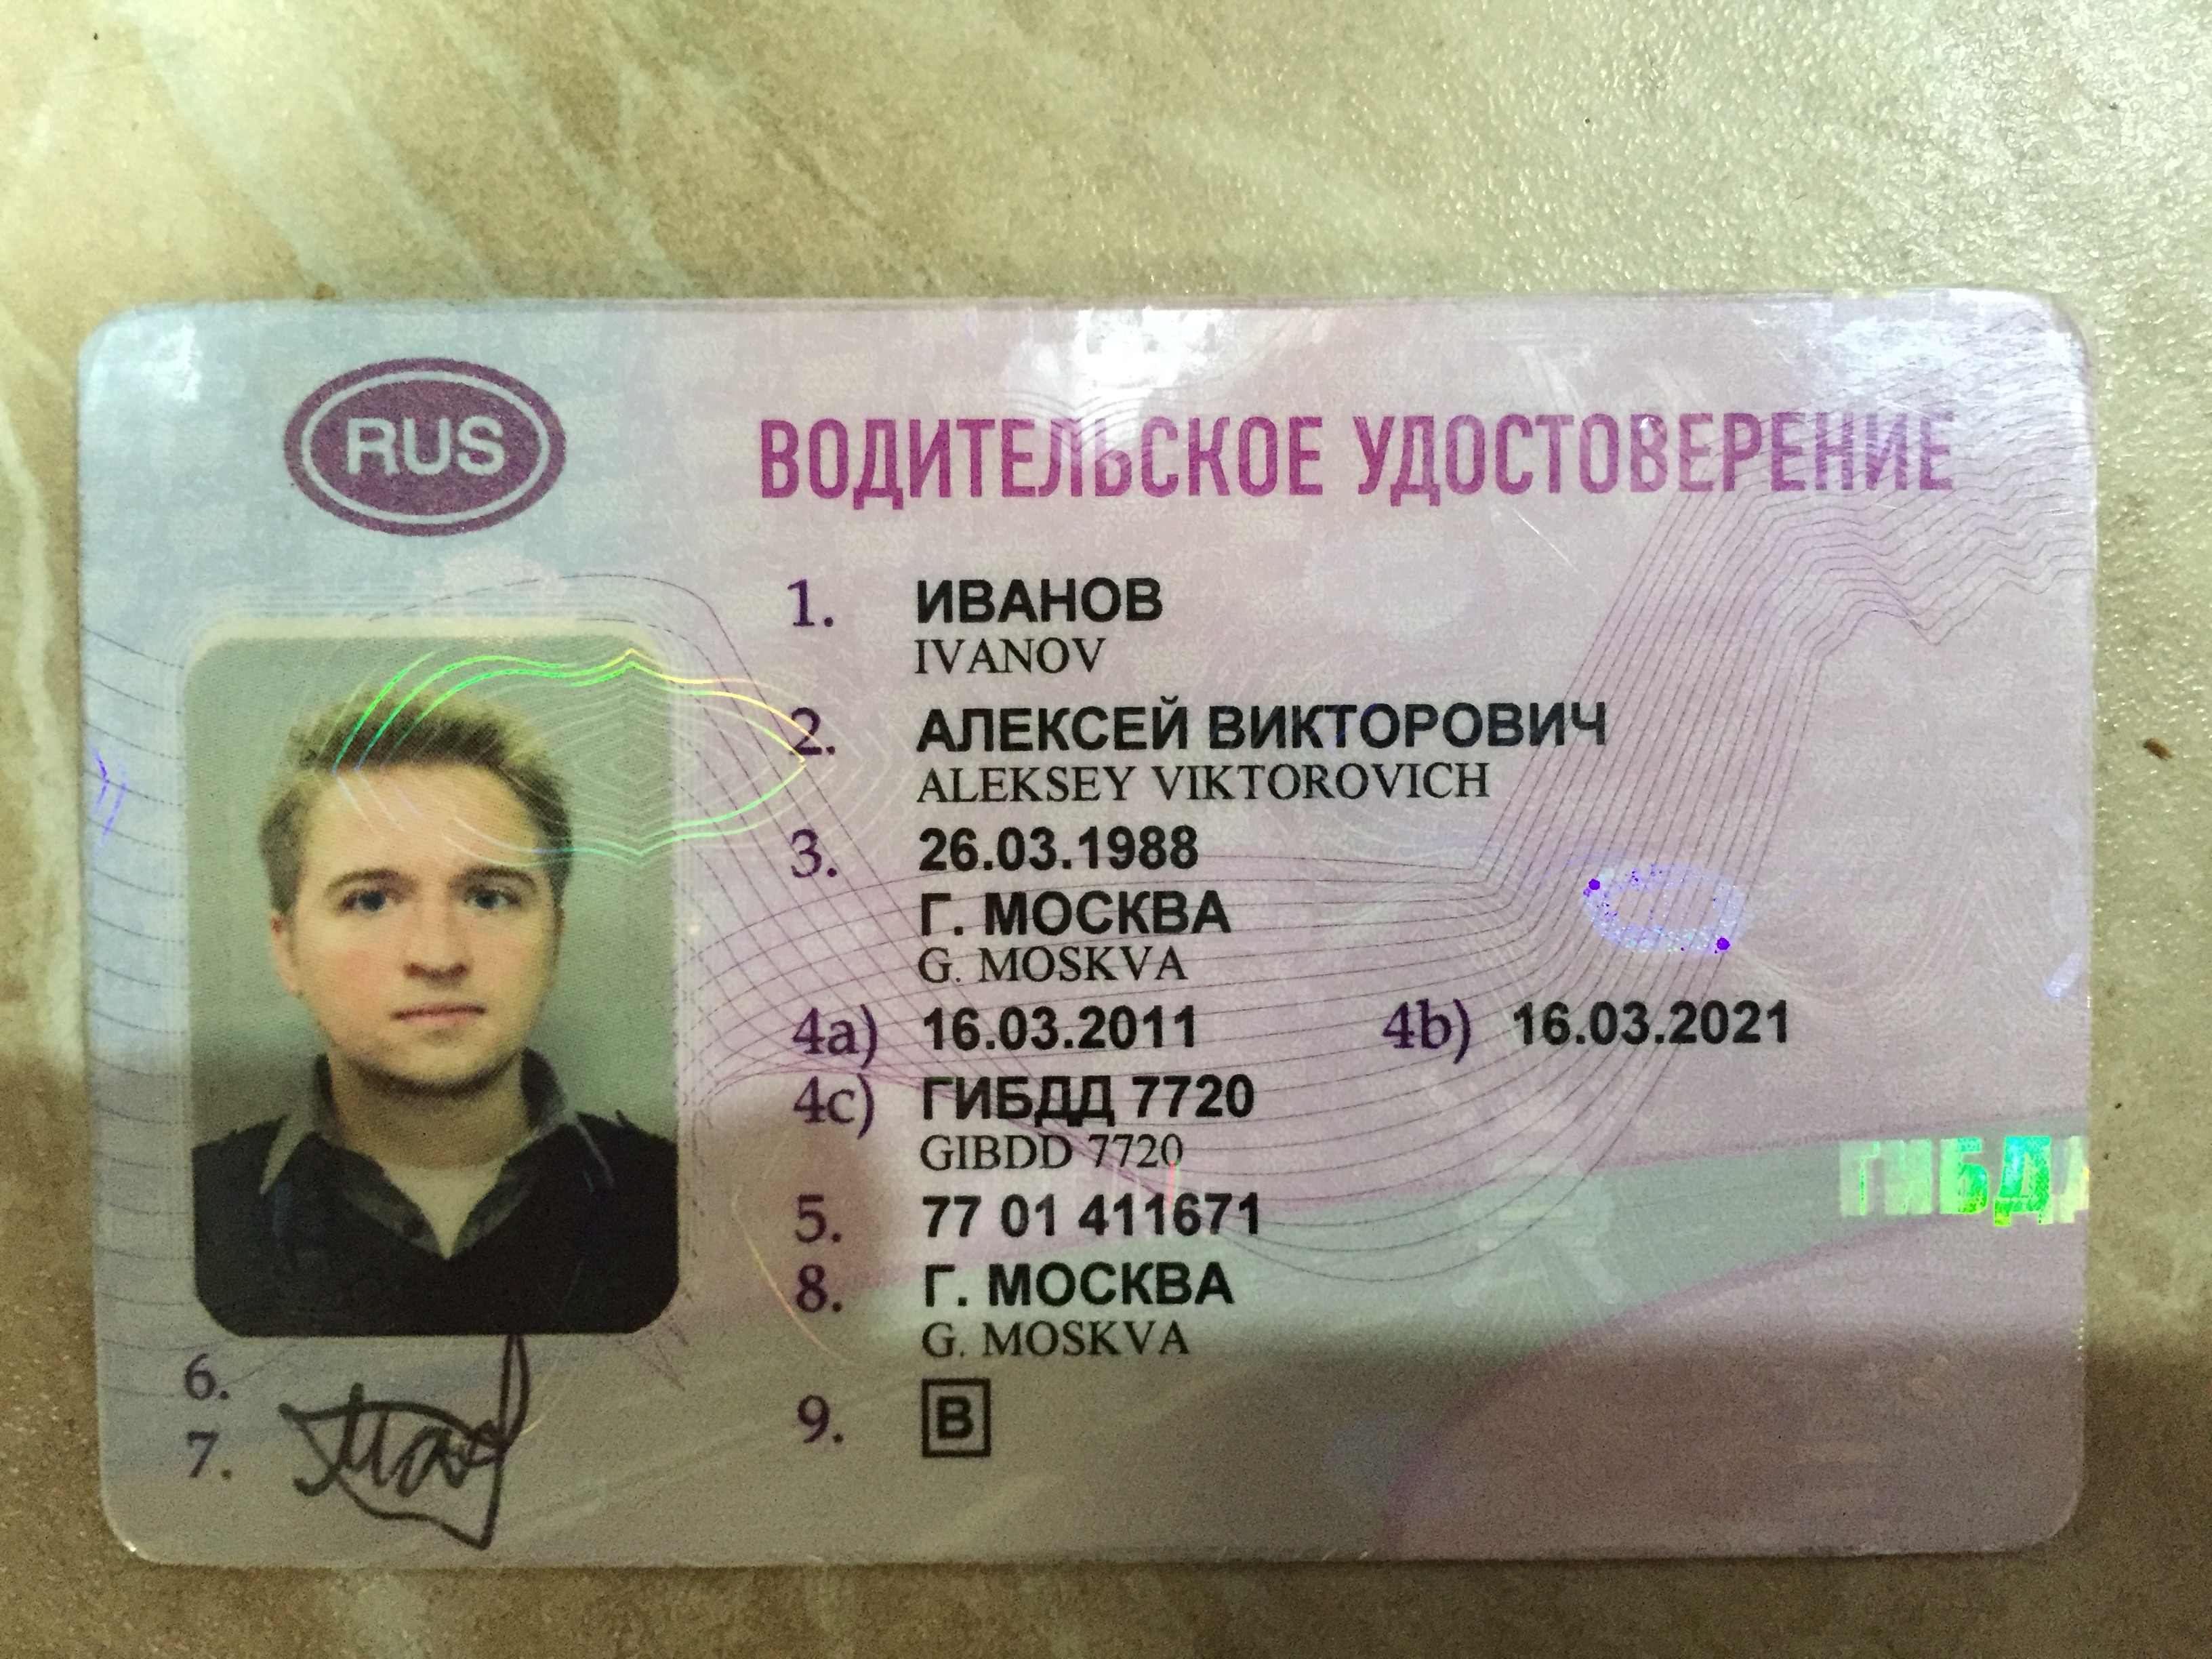 RUS
ВОДИТЕЛЬСКОЕ УДОСТОВЕРЕНИЕ
1. ИВАНОВ
IVANOV
2. АЛЕКСЕЙ ВИКТОРОВИЧ
ALEKSEY VIKTOROVICH
3. 26.03.1988
Г. МОСКВА
G. MOSKVA
4a) 16.03.2011 4b) 16.03.2021
4c) ГИБДД 7720
GIBDD 7720
5. 77 01 411671
ГИБД
8. Г. МОСКВА
G. MOSKVA
6.
7.
9. B